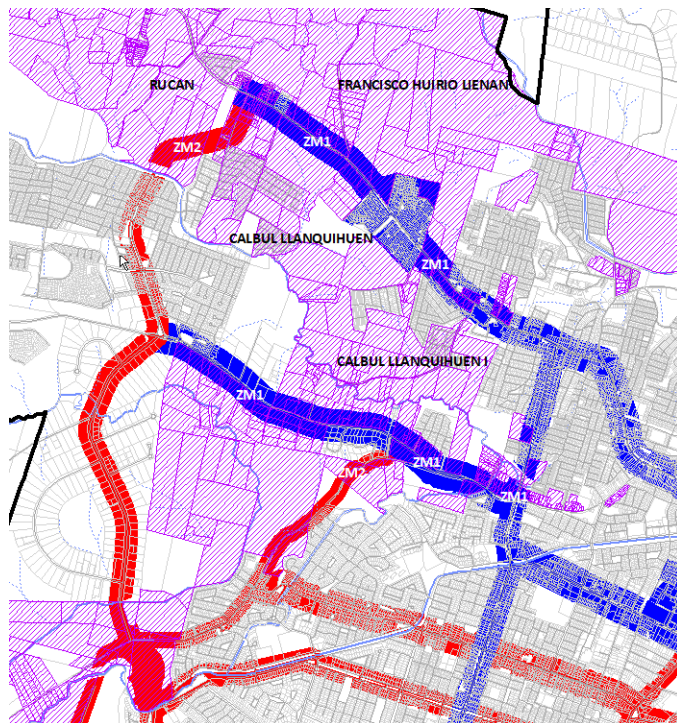 RUCAN
FRANCISCO HUIRIO LIENAN
ZM1
ZM2
CALBUL LLANQUIHUEN
ZM1
CALBUL LLANQUIHUEN I
ZM1
ZM1
ZM2
ZM1